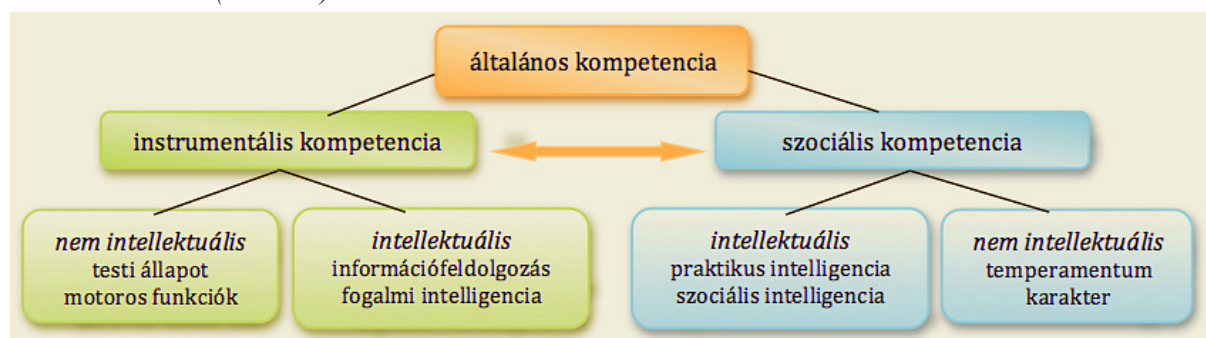 általános kompetencia
instrumentális kompetencia
szociális kompetencia
nem intellektuális
testi állapot
motoros funkciók
intellektuális
információfeldolgozás
fogalmi intelligencia
intellektuális
praktikus intelligencia
szociális intelligencia
nem intellektuális
temperamentum
karakter